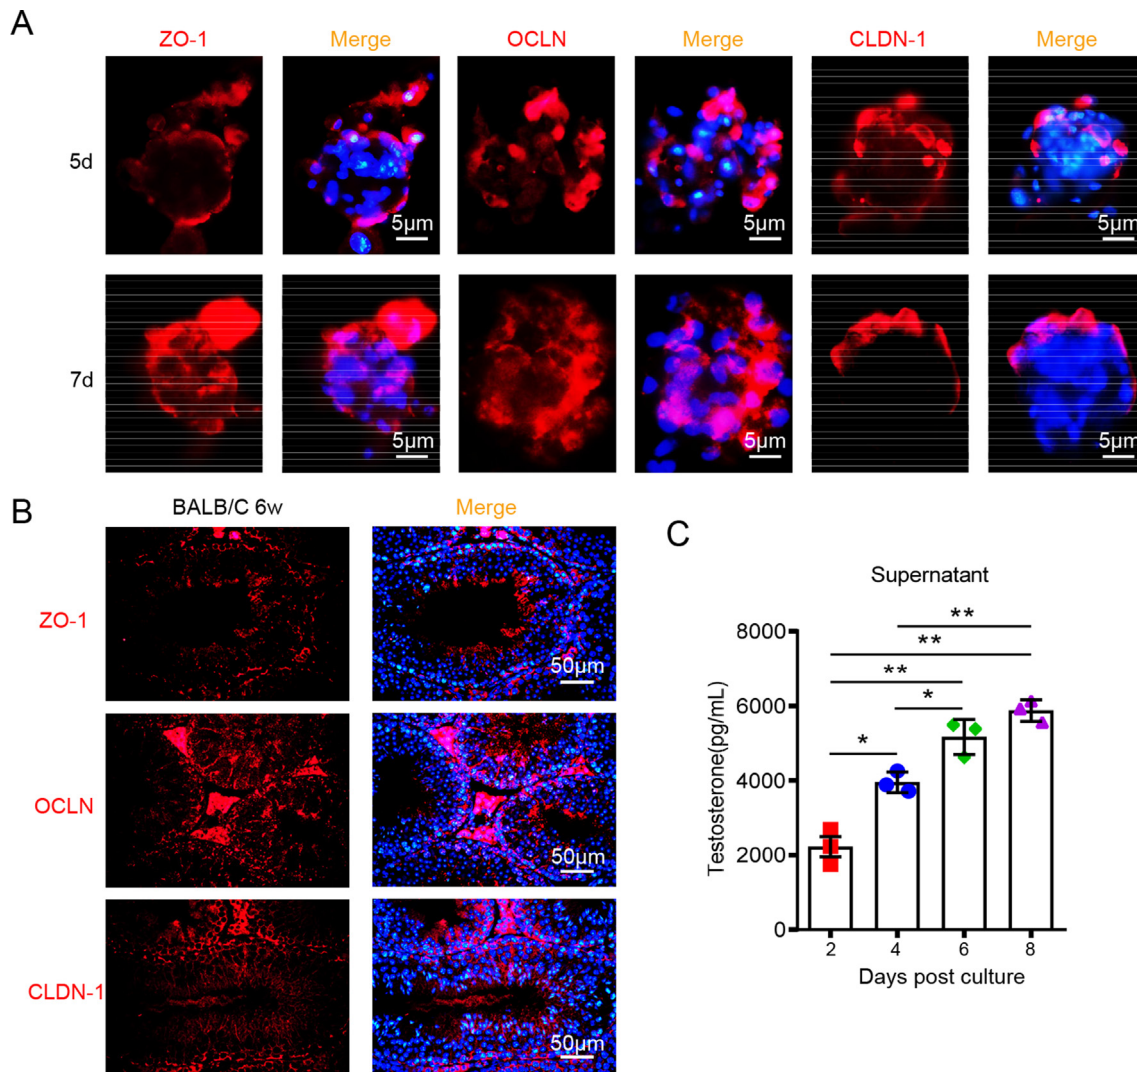 A
ZO-1 Merge OCLN Merge CLDN-1 Merge
5d
5µm 5µm 5µm
7d
5µm 5µm 5µm
B
BALB/C 6w Merge
ZO-1
50µm
OCLN
50µm
CLDN-1
50µm
C
Supernatant
**
**
**
*
*
8000
6000
4000
2000
0
Testosterone(pg/mL)
2 4 6 8
Days post culture